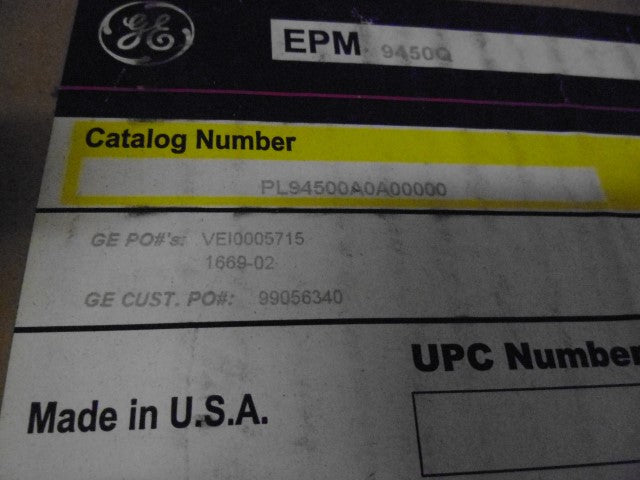 GE
EPM 9450Q
Catalog Number
PL94500A0A00000
GE PO#'s: VEI0005715
1669-02
GE CUST. PO#: 99056340
UPC Number
Made in U.S.A.